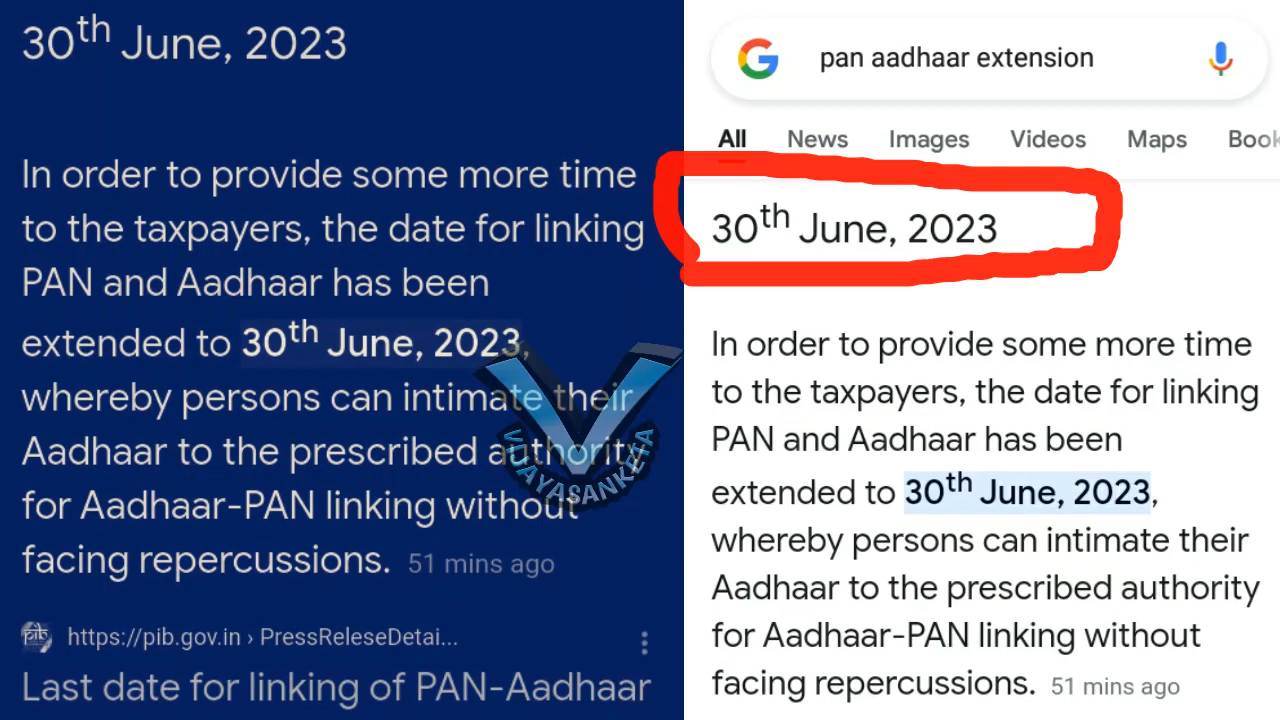 30th June, 2023
In order to provide some more time
to the taxpayers, the date for linking
PAN and Aadhaar has been
extended to 30th June, 2023,
whereby persons can intimate their
Aadhaar to the prescribed authority
for Aadhaar-PAN linking without
facing repercussions. 51 mins ago
pib https://pib.gov.in › PressReleseDetai...
Last date for linking of PAN-Aadhaar
V
VIJAYASANKETA
G pan aadhaar extension
All News Images Videos Maps Book
30th June, 2023
In order to provide some more time
to the taxpayers, the date for linking
PAN and Aadhaar has been
extended to 30th June, 2023,
whereby persons can intimate their
Aadhaar to the prescribed authority
for Aadhaar-PAN linking without
facing repercussions. 51 mins ago